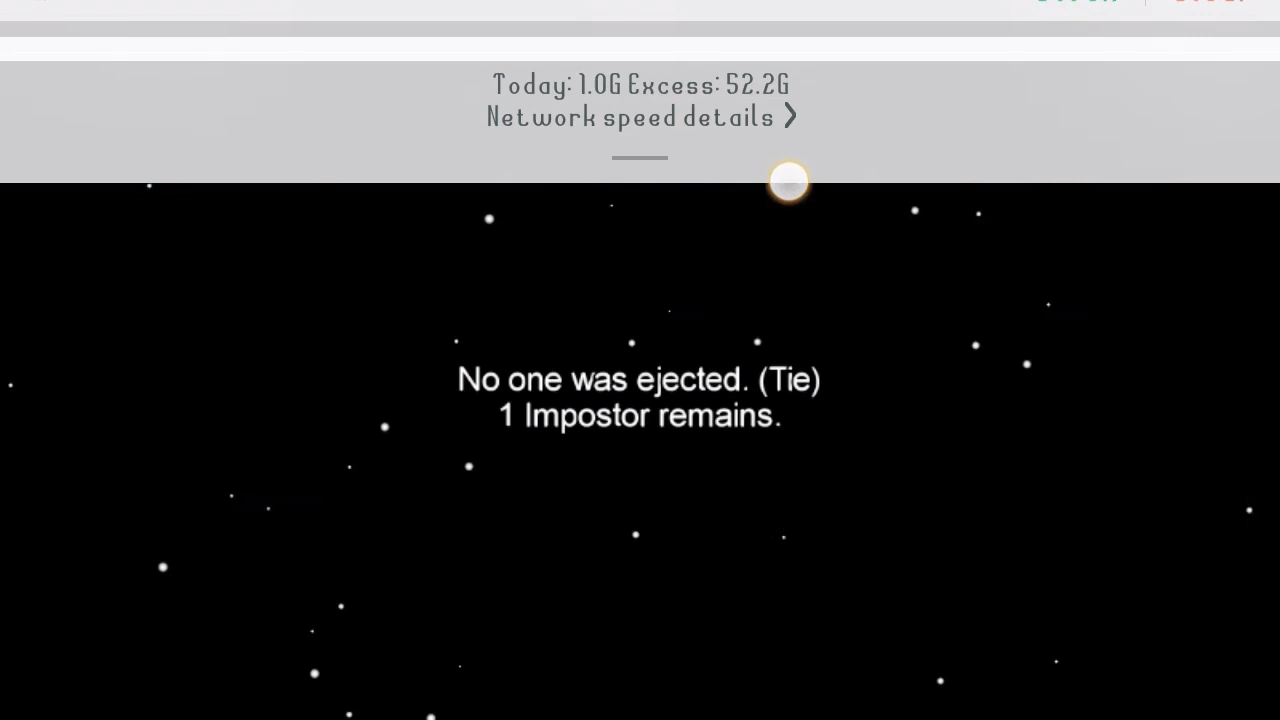 Today: 1.0G Excess: 52.2G
Network speed details
No one was ejected. (Tie)
1 Impostor remains.